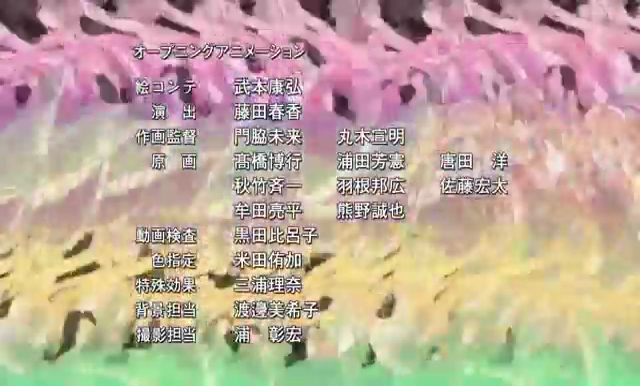 オープニングアニメーション
絵コンテ 武本康弘
演 出 藤田春香
作画監督 門脇未来 丸木宣明
原 画 髙橋博行 浦田芳憲 唐田 洋
秋竹斉一 羽根邦広 佐藤宏太
牟田亮平 熊野誠也
動画検査 黒田比呂子
色指定 米田侑加
特殊効果 三浦理奈
背景担当 渡邊美希子
撮影担当 浦 彰宏